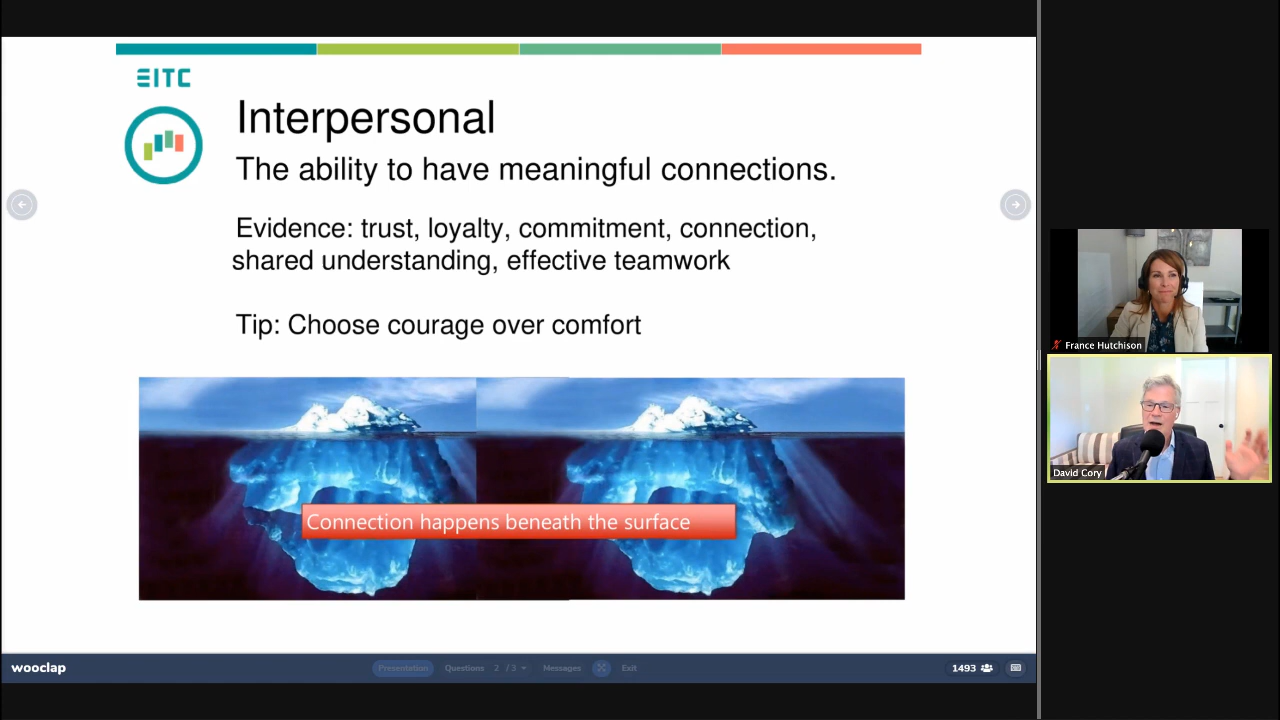 EITC
Interpersonal
The ability to have meaningful connections.
Evidence: trust, loyalty, commitment, connection,
shared understanding, effective teamwork
Tip: Choose courage over comfort
Connection happens beneath the surface
France Hutchison
David Cory
wooclap
Presentation Questions 2 / 3 Messages Exit
1493